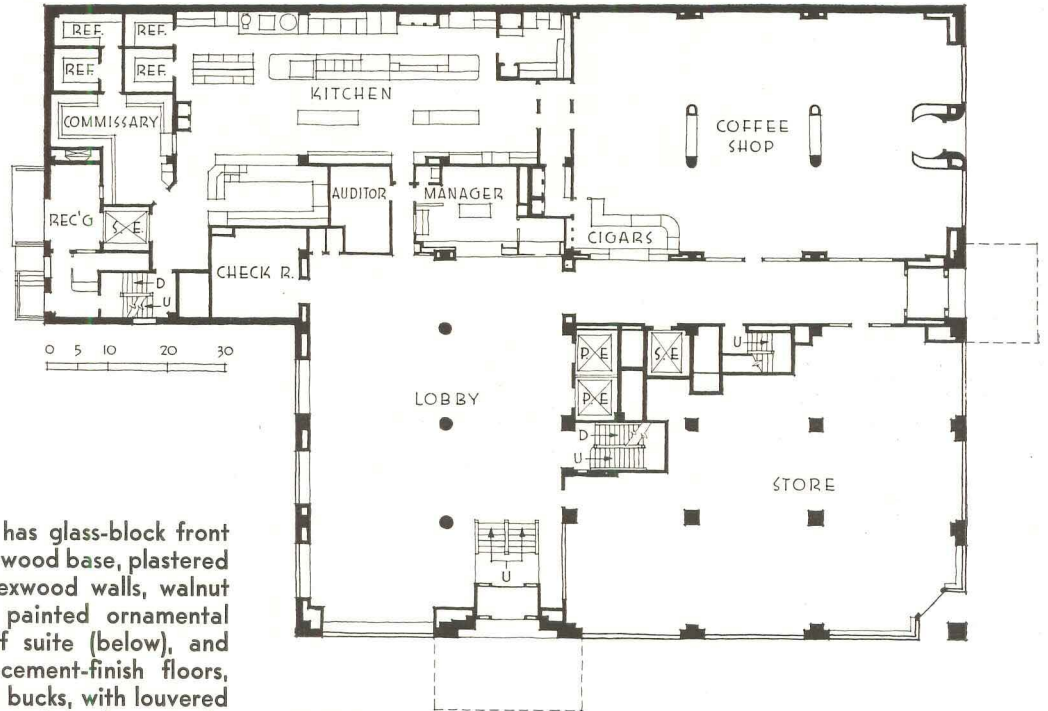 REF.
REF.
REF.
REF.
KITCHEN
COMMISSARY
COFFEE
SHOP
AUDITOR
MANAGER
REC'G
S.E.
CIGARS
CHECK R.
D
U
0 5 10 20 30
P.E.
S.E.
U
LOBBY
P.E.
D
U
STORE
U
has glass-block front
wood base, plastered
exwood walls, walnut
painted ornamental
f suite (below), and
cement-finish floors,
bucks, with louvered